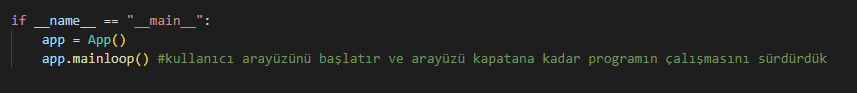 if __name__ == "__main__":
    app = App()
    app.mainloop() #kullanıcı arayüzünü başlatır ve arayüzü kapatana kadar programın çalışmasını sürdürdük